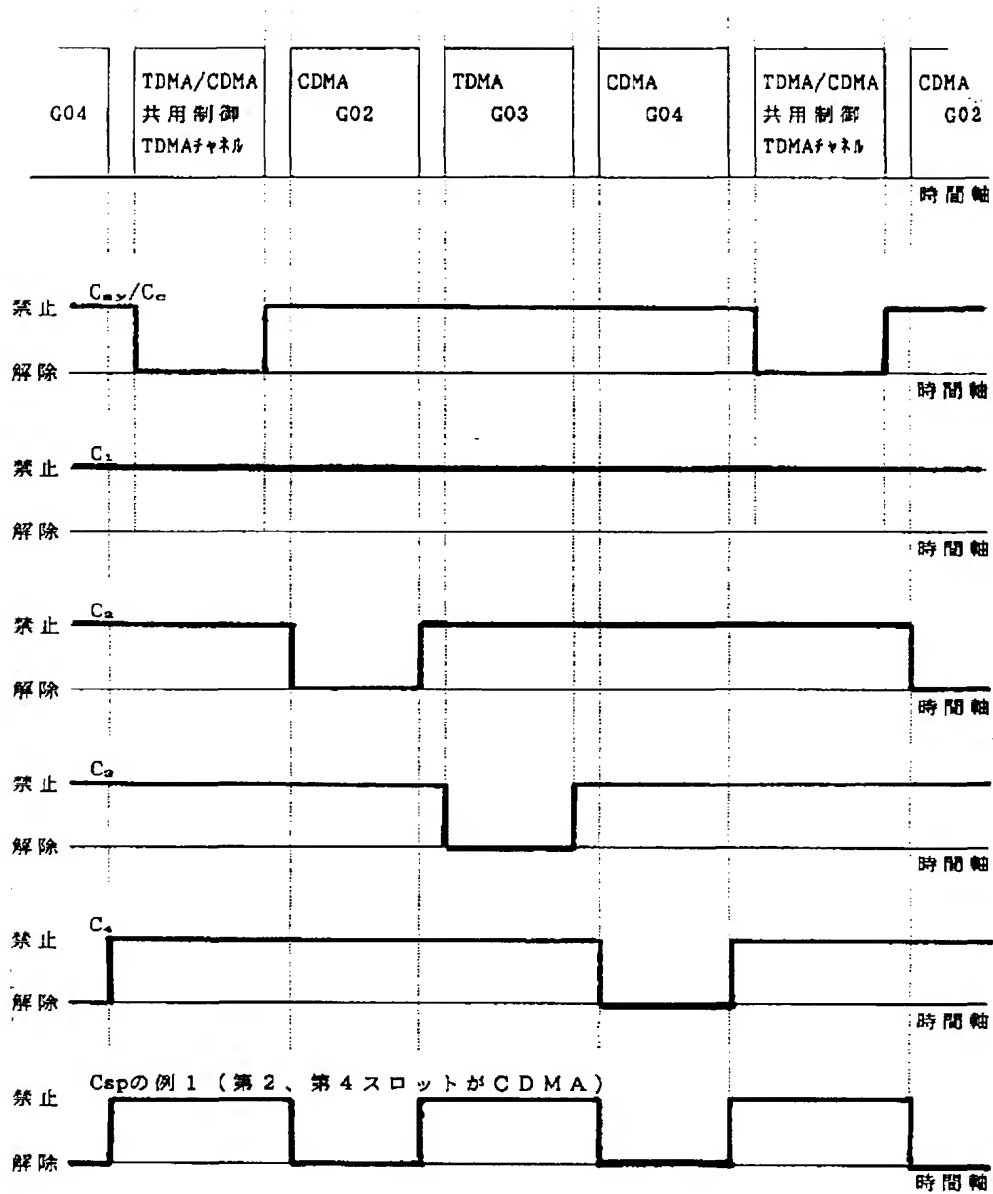 G04
TDMA/CDMA
共用制御
TDMAチャネル
CDMA
G02
TDMA
G03
CDMA
G04
TDMA/CDMA
共用制御
TDMAチャネル
CDMA
G02
時間軸
Csy/Cc
禁止
解除
時間軸
C1
禁止
解除
時間軸
C2
禁止
解除
時間軸
C3
禁止
解除
時間軸
C4
禁止
解除
時間軸
Cspの例1（第2、第4スロットがCDMA）
禁止
解除
時間軸